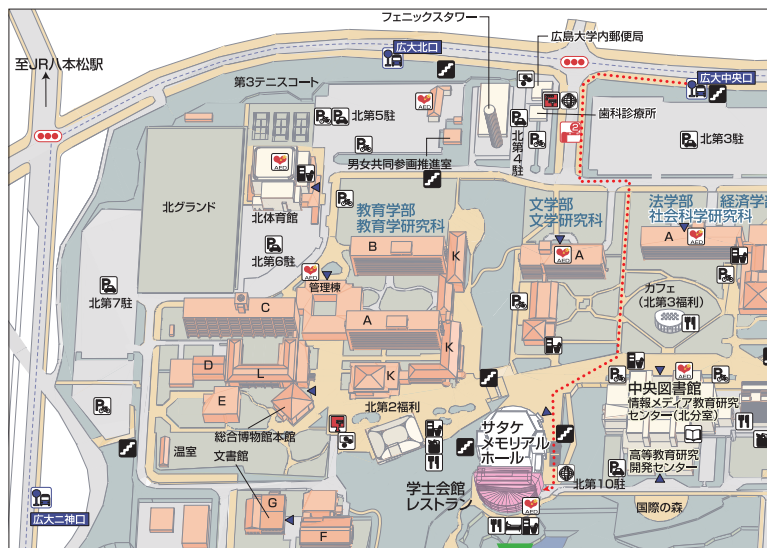 フェニックスタワー
広島大学内郵便局
広大北口
至JR八本松駅
広大中央口
第3テニスコート
AED
北第5駐
歯科診療所
北第4駐
北第3駐
男女共同参画推進室
AED
北グランド
北体育館
教育学部
教育学研究科
文学部
文学研究科
法学部
社会科学研究科
経済学部
A
AED
B
K
A
AED
北第6駐
AED
管理棟
カフェ
(北第3福利)
北第7駐
C
A
K
D
L
K
AED
中央図書館
情報メディア教育研究
センター(北分室)
E
北第2福利
サタケ
メモリアル
ホール
総合博物館本館
温室
文書館
高等教育研究
開発センター
学士会館
レストラン
北第10駐
AED
国際の森
G
F
広大二神口